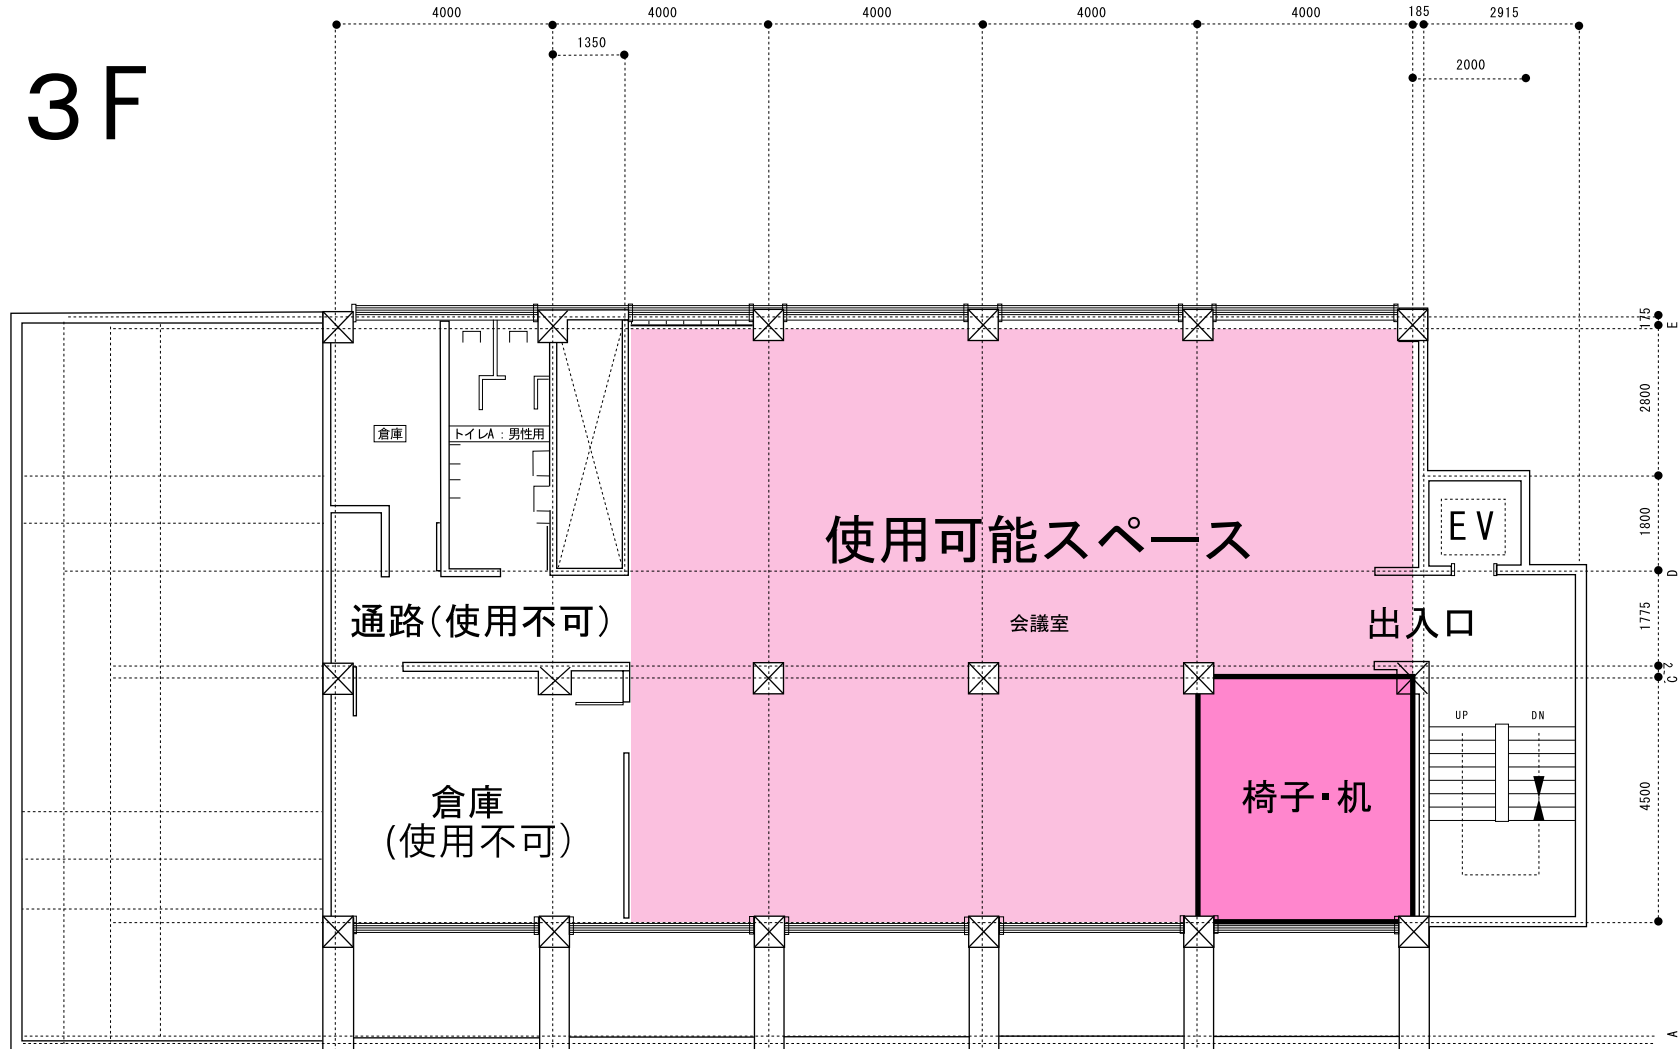 4000 4000 4000 4000 4000 185 2915
1350
2000
3F
175
E
2800
倉庫
トイレA：男性用
使用可能スペース
EV
1800
D
通路(使用不可)
会議室
出入口
1775
C
UP DN
倉庫
(使用不可)
椅子・机
4500
A